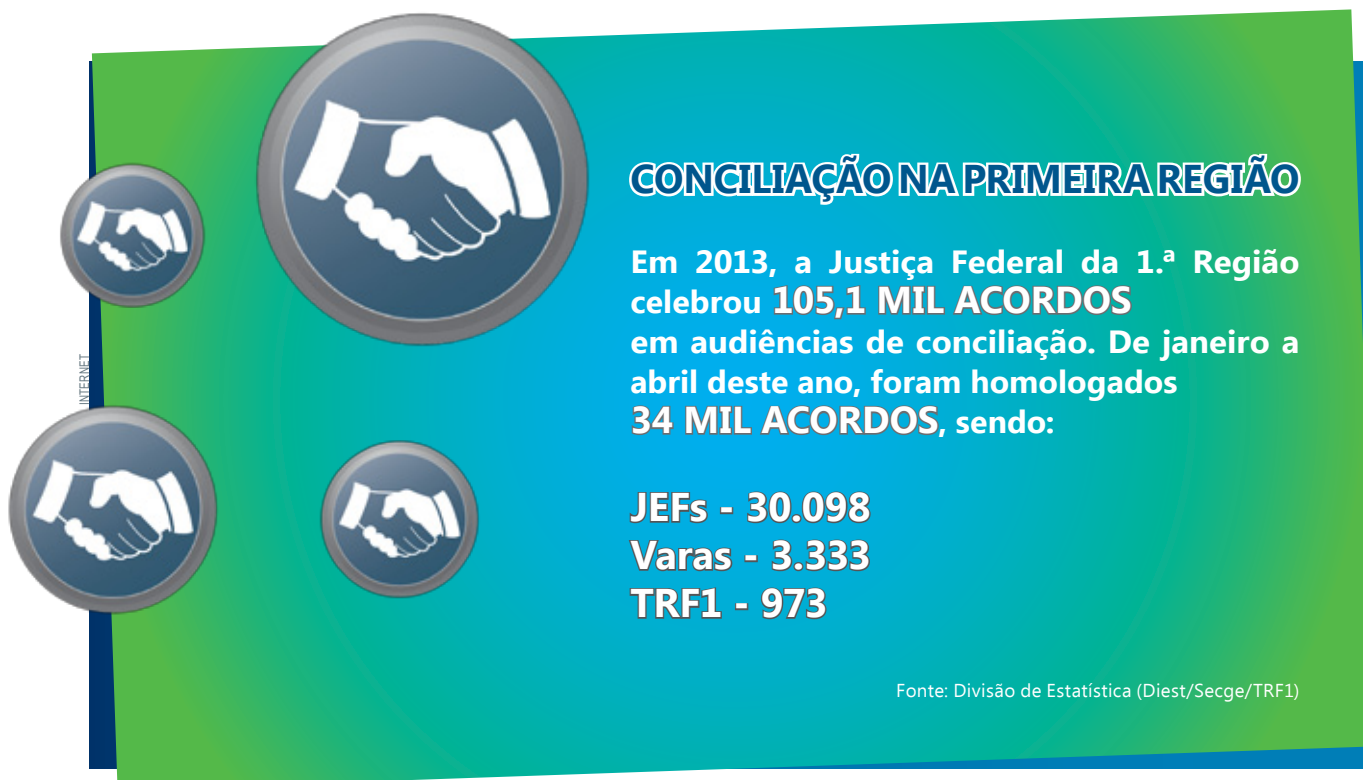 CONCILIAÇÃO NA PRIMEIRA REGIÃO
Em 2013, a Justiça Federal da 1.ª Região
celebrou 105,1 MIL ACORDOS
em audiências de conciliação. De janeiro a
abril deste ano, foram homologados
34 MIL ACORDOS, sendo:
JEFs - 30.098
Varas - 3.333
TRF1 - 973
Fonte: Divisão de Estatística (Diest/Secge/TRF1)
INTERNET